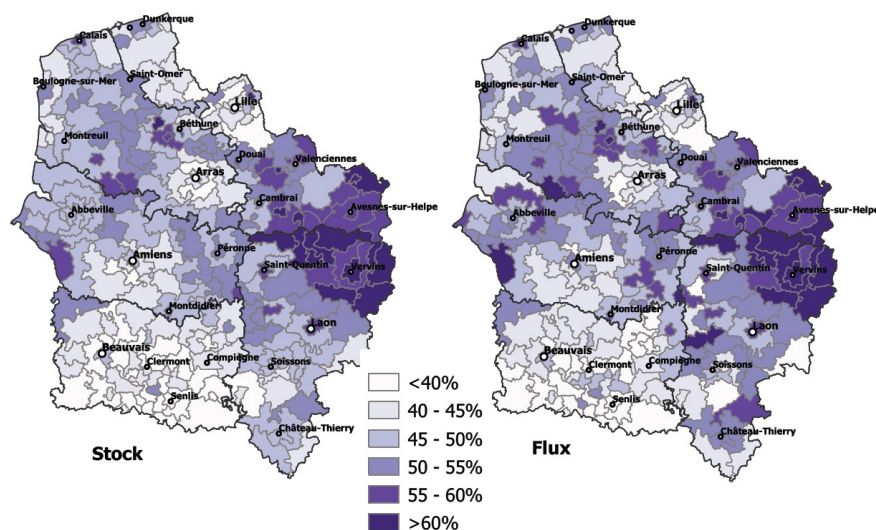 Dunkerque
Calais
Boulogne-sur-Mer
Saint-Omer
Lille
Montreuil
Béthune
Douai
Valenciennes
Arras
Cambrai
Avesnes-sur-Helpe
Abbeville
Amiens
Péronne
Saint-Quentin
Vervins
Montdidier
Laon
Beauvais
Clermont
Compiègne
Soissons
Senlis
Château-Thierry
Stock
Dunkerque
Calais
Boulogne-sur-Mer
Saint-Omer
Lille
Montreuil
Béthune
Douai
Valenciennes
Arras
Cambrai
Avesnes-sur-Helpe
Abbeville
Amiens
Péronne
Saint-Quentin
Vervins
Montdidier
Laon
Beauvais
Clermont
Compiègne
Soissons
Senlis
Château-Thierry
Flux
<40%
40 - 45%
45 - 50%
50 - 55%
55 - 60%
>60%